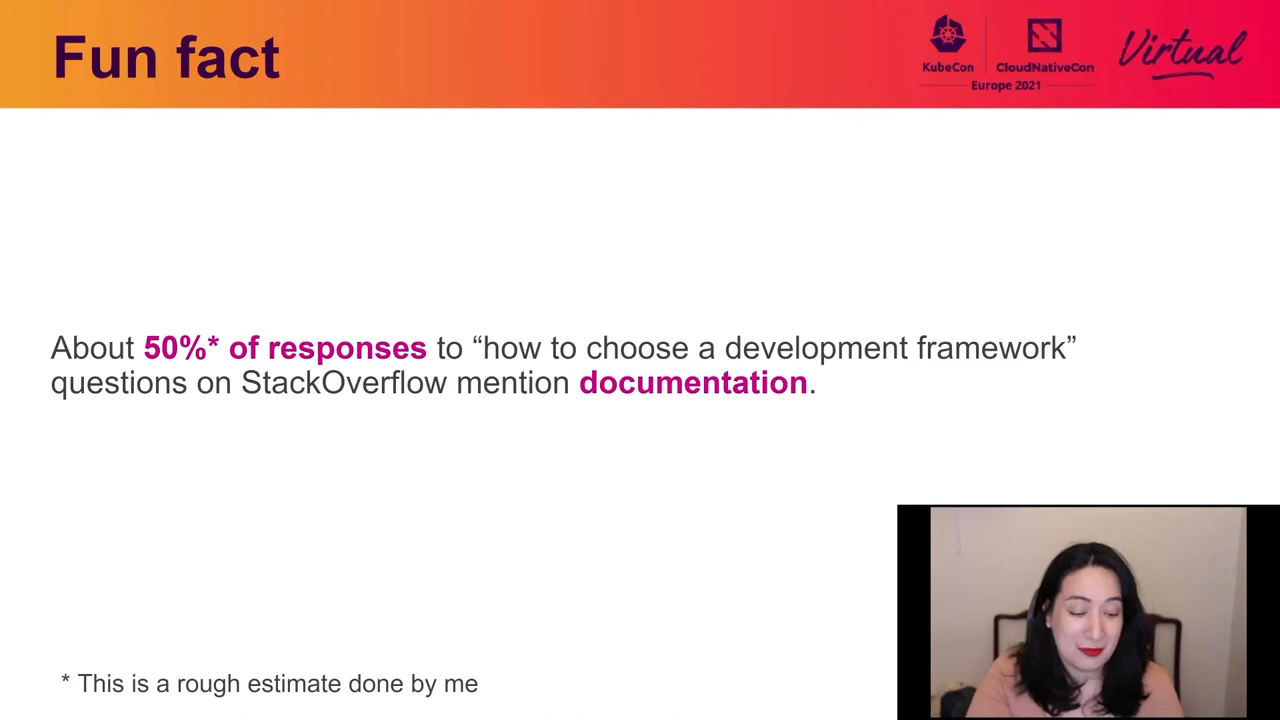 Fun fact
KubeCon
CloudNativeCon
Europe 2021
Virtual
About 50%* of responses to “how to choose a development framework”
questions on StackOverflow mention documentation.
* This is a rough estimate done by me